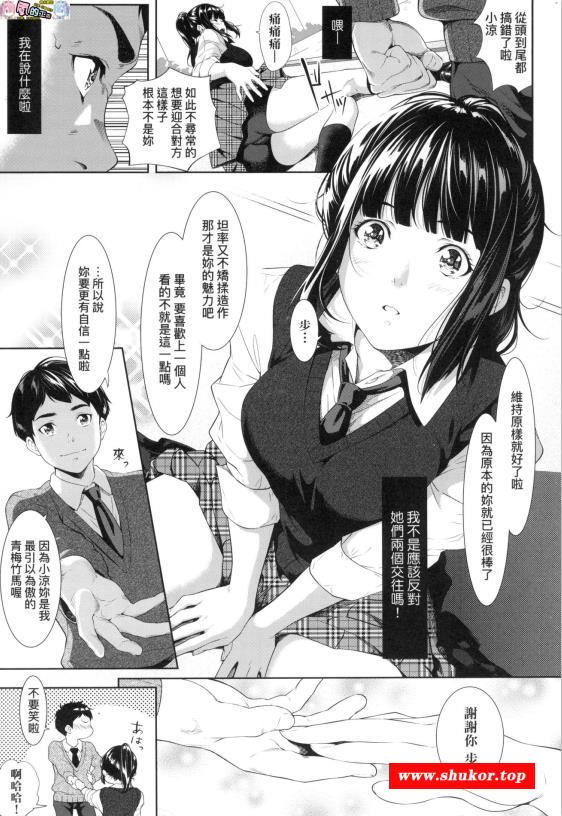 從頭到尾都
搞錯了啦
小涼
喂—
痛痛痛—
如此不尋常的
想要迎合對方
這樣子
根本不是妳
我在說什麼啦
坦率又不矯揉造作
那才是妳的魅力吧
畢竟 要喜歡上一個人
看的不就是這一點嗎
…所以說
妳要更有自信一點啦
步…
維持原樣就好了啦
因為原本的妳就已經很棒了
我不是應該反對
她們兩個交往嗎！
來っ
因為小涼妳是我
最引以為傲的
青梅竹馬喔
謝謝你 步
不要笑啦
あはっ
啊哈哈！
www.shukor.top